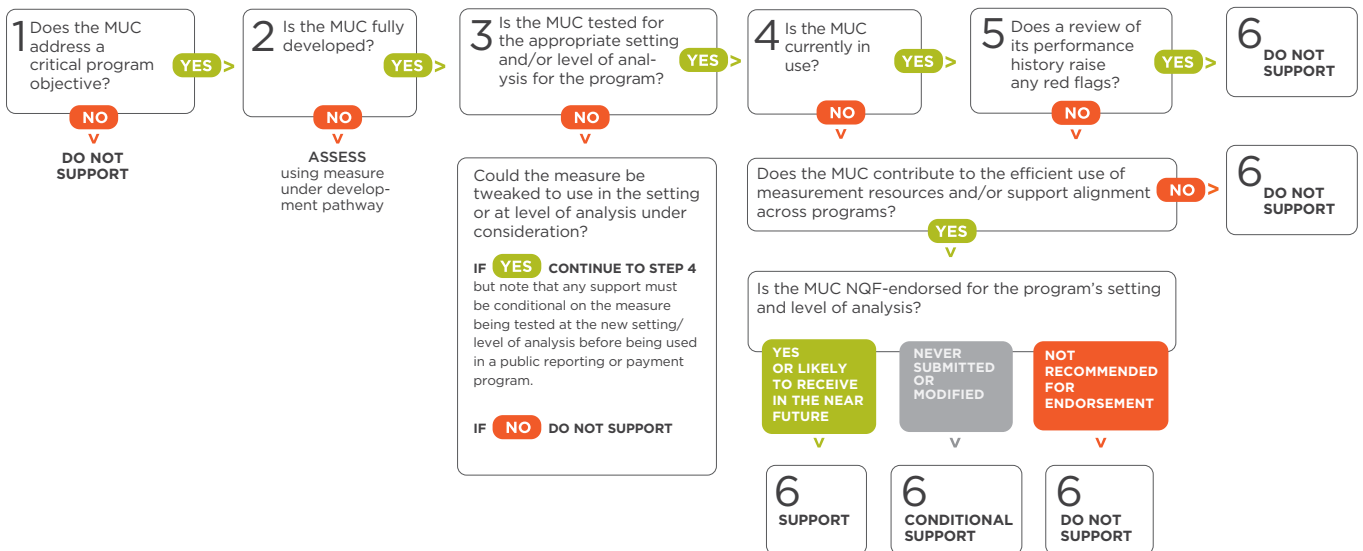 1 Does the MUC
address a
critical program
objective?
YES >
NO
v
DO NOT
SUPPORT
2 Is the MUC fully
developed?
YES >
NO
v
ASSESS
using measure
under develop-
ment pathway
3 Is the MUC tested for
the appropriate setting
and/or level of anal-
ysis for the program?
YES >
NO
v
Could the measure be
tweaked to use in the setting
or at level of analysis under
consideration?
IF YES CONTINUE TO STEP 4
but note that any support must
be conditional on the measure
being tested at the new setting/
level of analysis before being used
in a public reporting or payment
program.
IF NO DO NOT SUPPORT
4 Is the MUC
currently in
use?
YES >
NO
v
5 Does a review of
its performance
history raise
any red flags?
YES >
NO
v
6
DO NOT
SUPPORT
Does the MUC contribute to the efficient use of
measurement resources and/or support alignment
across programs?
NO >
6
DO NOT
SUPPORT
YES
v
Is the MUC NQF-endorsed for the program's setting
and level of analysis?
YES
OR LIKELY
TO RECEIVE
IN THE NEAR
FUTURE
v
NEVER
SUBMITTED
OR
MODIFIED
v
NOT
RECOMMENDED
FOR
ENDORSEMENT
v
6
SUPPORT
6
CONDITIONAL
SUPPORT
6
DO NOT
SUPPORT